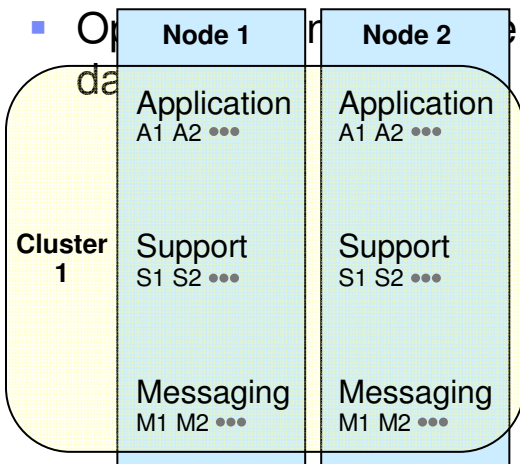 Node 1
Node 2
Application
A1 A2 •••
Application
A1 A2 •••
Cluster
1
Support
S1 S2 •••
Support
S1 S2 •••
Messaging
M1 M2 •••
Messaging
M1 M2 •••